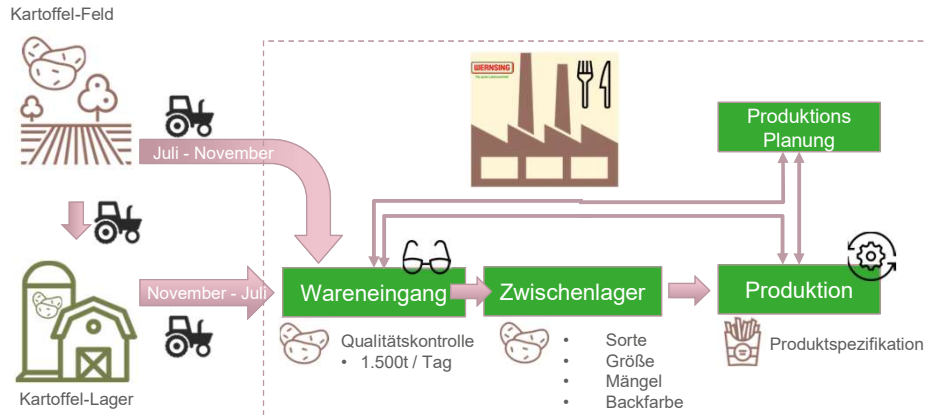 Kartoffel-Feld
WERNSING
Juli - November
Produktions
Planung
November - Juli
Wareneingang
Zwischenlager
Produktion
Qualitätskontrolle
• 1.500t / Tag
• Sorte
• Größe
• Mängel
• Backfarbe
Produktspezifikation
Kartoffel-Lager